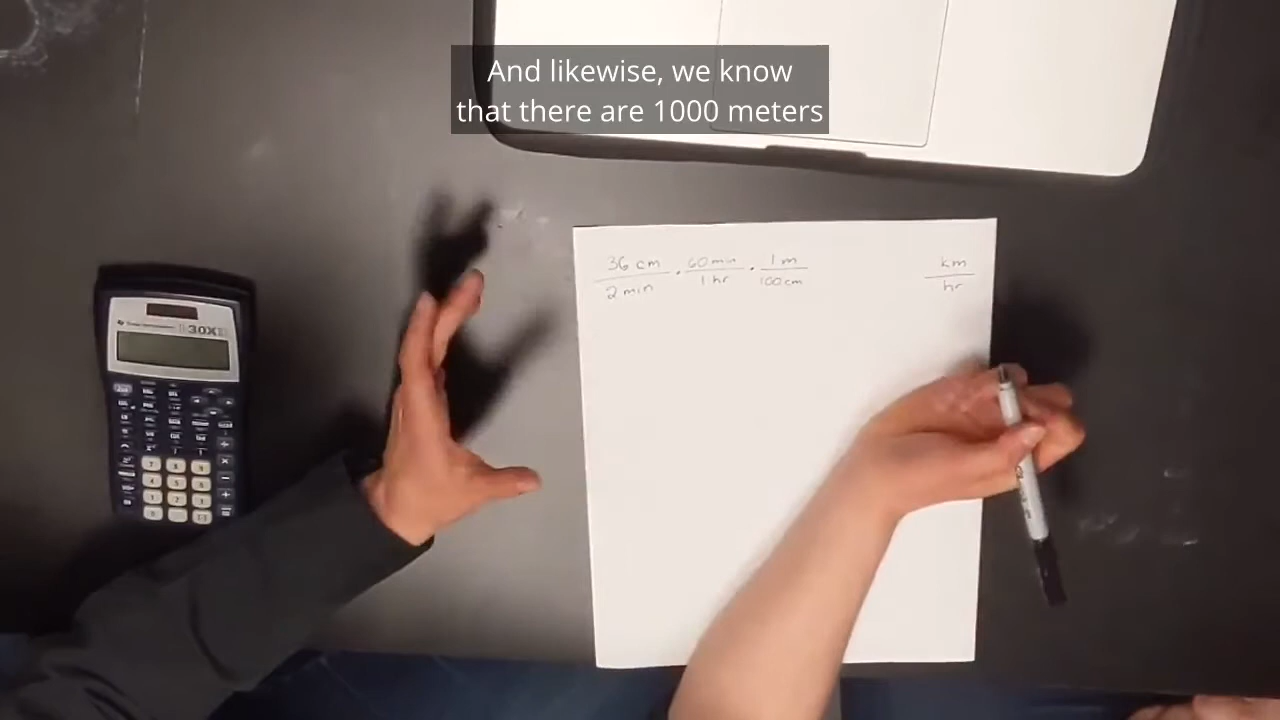 And likewise, we know
that there are 1000 meters
36 cm / 2 min · 60 min / 1 hr · 1 m / 100 cm
km / hr
30X